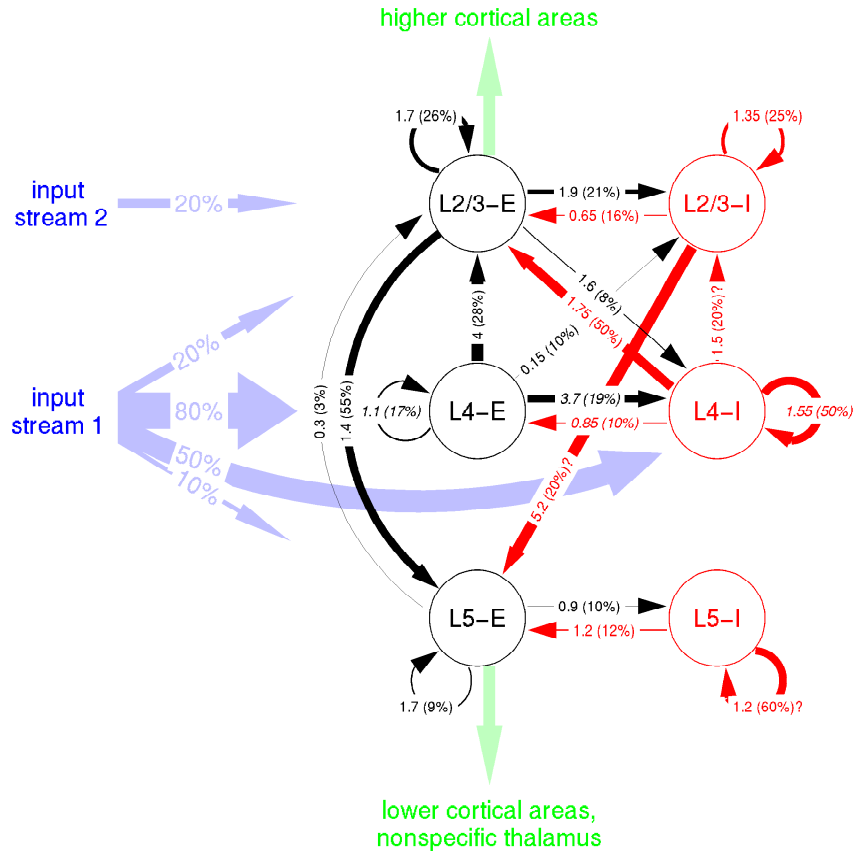 higher cortical areas
1.7 (26%)
1.35 (25%)
input
stream 2
20%
L2/3−E
1.9 (21%)
0.65 (16%)
L2/3−I
1.6 (8%)
1.75 (50%)
4 (28%)
0.15 (10%)
1.5 (20%)?
input
stream 1
20%
80%
50%
10%
0.3 (3%)
1.4 (55%)
1.1 (17%)
L4−E
3.7 (19%)
0.85 (10%)
L4−I
1.55 (50%)
5.2 (20%)?
L5−E
0.9 (10%)
1.2 (12%)
L5−I
1.7 (9%)
1.2 (60%)?
lower cortical areas,
nonspecific thalamus